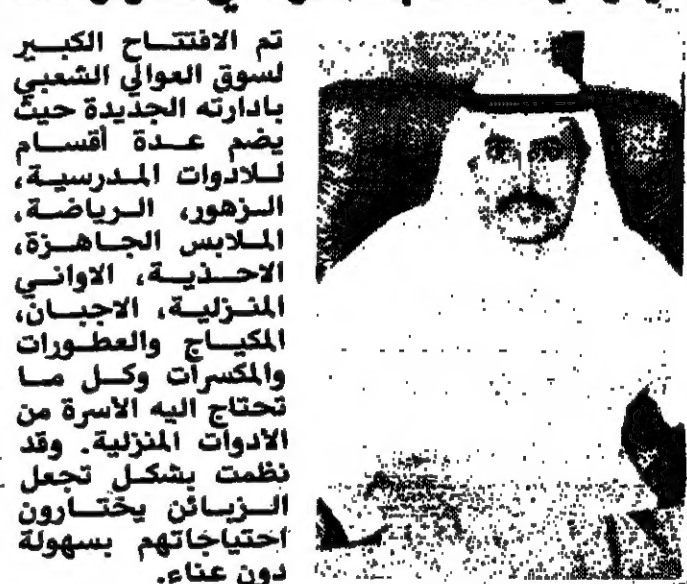 تم الافتتاح الكبير
لسوق العوالي الشعبي
بادارته الجديدة حيث
يضم عدة أقسام
للادوات المدرسية،
الزهور، الرياضة،
الملابس الجاهزة،
الاحذية، الاواني
المنزلية، الاجبان،
المكياج والعطورات
والمكسرات وكل ما
تحتاج اليه الأسرة من
الأدوات المنزلية. وقد
نظمت بشكل تجعل
الزبائن يختارون
احتياجاتهم بسهولة
دون عناء.